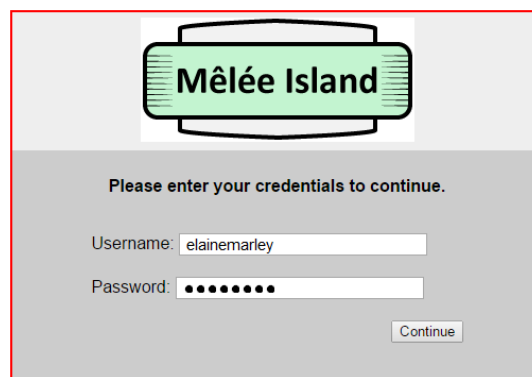 Mêlée Island
Please enter your credentials to continue.
Username: elainemarley
Password: ●●●●●●●●
Continue